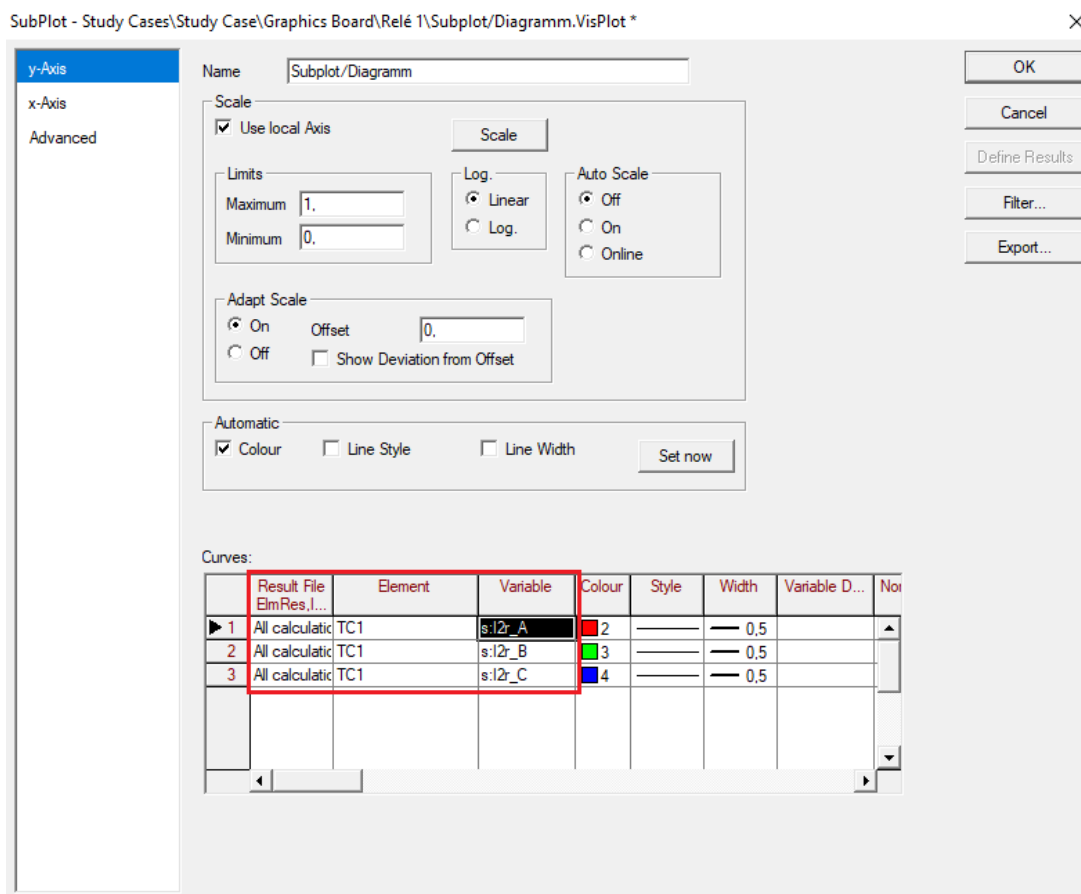 SubPlot - Study Cases\Study Case\Graphics Board\Relé 1\Subplot/Diagramm.VisPlot *
y-Axis
x-Axis
Advanced
Name Subplot/Diagramm
Scale
Use local Axis
Scale
Limits
Maximum 1,
Minimum 0,
Log.
Linear
Log.
Auto Scale
Off
On
Online
Adapt Scale
On
Off
Offset 0,
Show Deviation from Offset
Automatic
Colour Line Style Line Width Set now
OK
Cancel
Define Results
Filter...
Export...
Curves:
Result File ElmRes,I... Element Variable Colour Style Width Variable D... Nor
1 All calculatic TC1 s:I2r_A 2 0,5
2 All calculatic TC1 s:I2r_B 3 0,5
3 All calculatic TC1 s:I2r_C 4 0,5